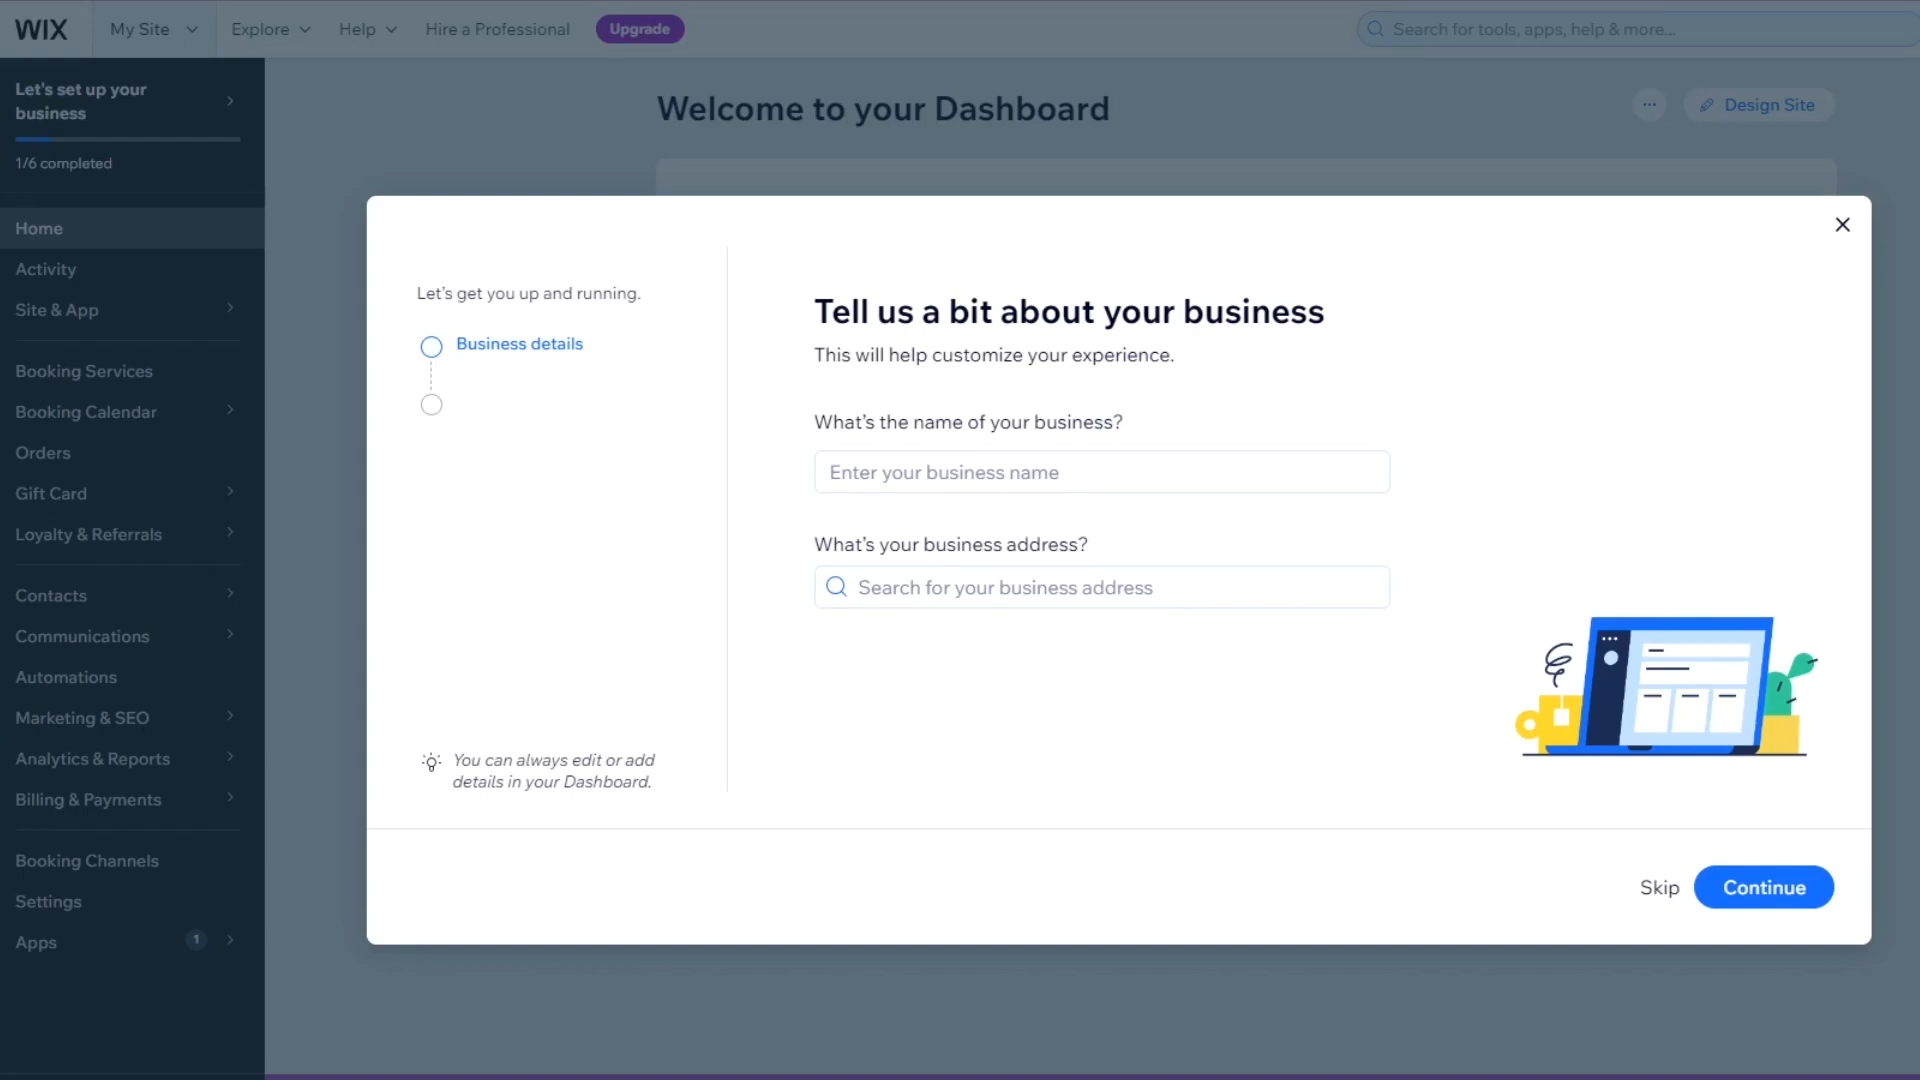 WIX
My Site
Explore
Help
Hire a Professional
Upgrade
Search for tools, apps, help & more...
Let's set up your
business
1/6 completed
Home
Activity
Site & App
Booking Services
Booking Calendar
Orders
Gift Card
Loyalty & Referrals
Contacts
Communications
Automations
Marketing & SEO
Analytics & Reports
Billing & Payments
Booking Channels
Settings
Apps
1
Welcome to your Dashboard
Design Site
Let's get you up and running.
Business details
You can always edit or add
details in your Dashboard.
Tell us a bit about your business
This will help customize your experience.
What's the name of your business?
Enter your business name
What's your business address?
Search for your business address
Skip
Continue